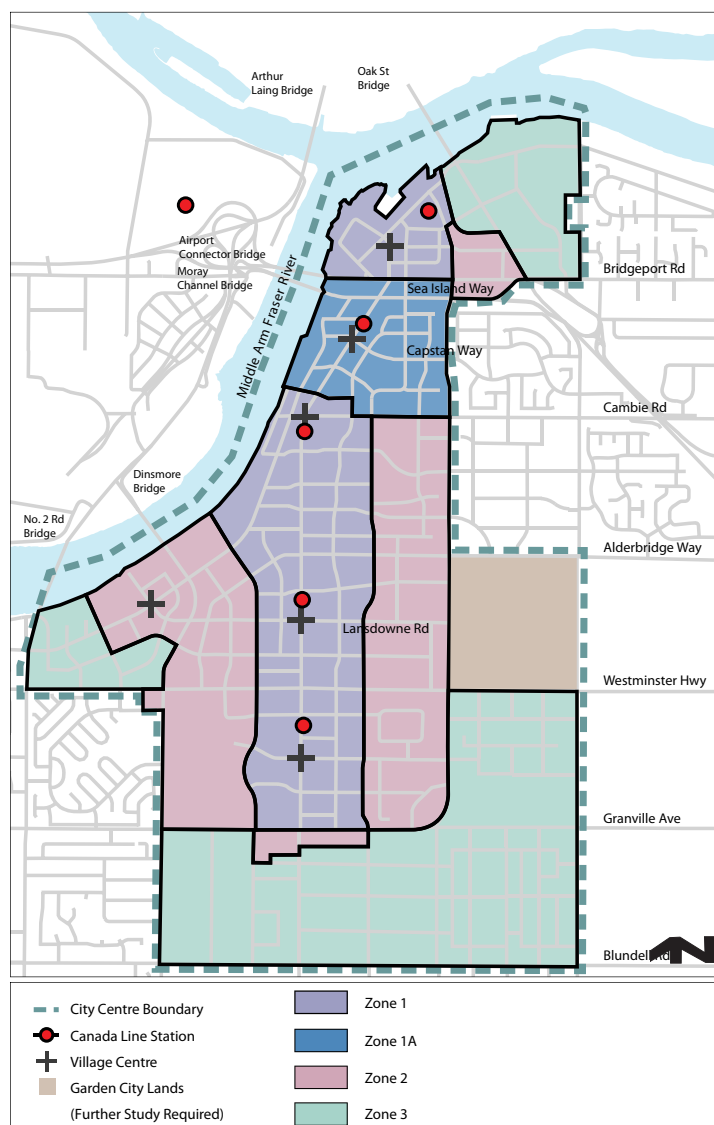 Arthur
Laing Bridge
Oak St
Bridge
Airport
Connector Bridge
Moray
Channel Bridge
Middle Arm Fraser River
Bridgeport Rd
Sea Island Way
Capstan Way
Cambie Rd
Dinsmore
Bridge
No. 2 Rd
Bridge
Alderbridge Way
Lansdowne Rd
Westminster Hwy
Granville Ave
Blundell Rd
N
City Centre Boundary
Canada Line Station
Village Centre
Garden City Lands
(Further Study Required)
Zone 1
Zone 1A
Zone 2
Zone 3